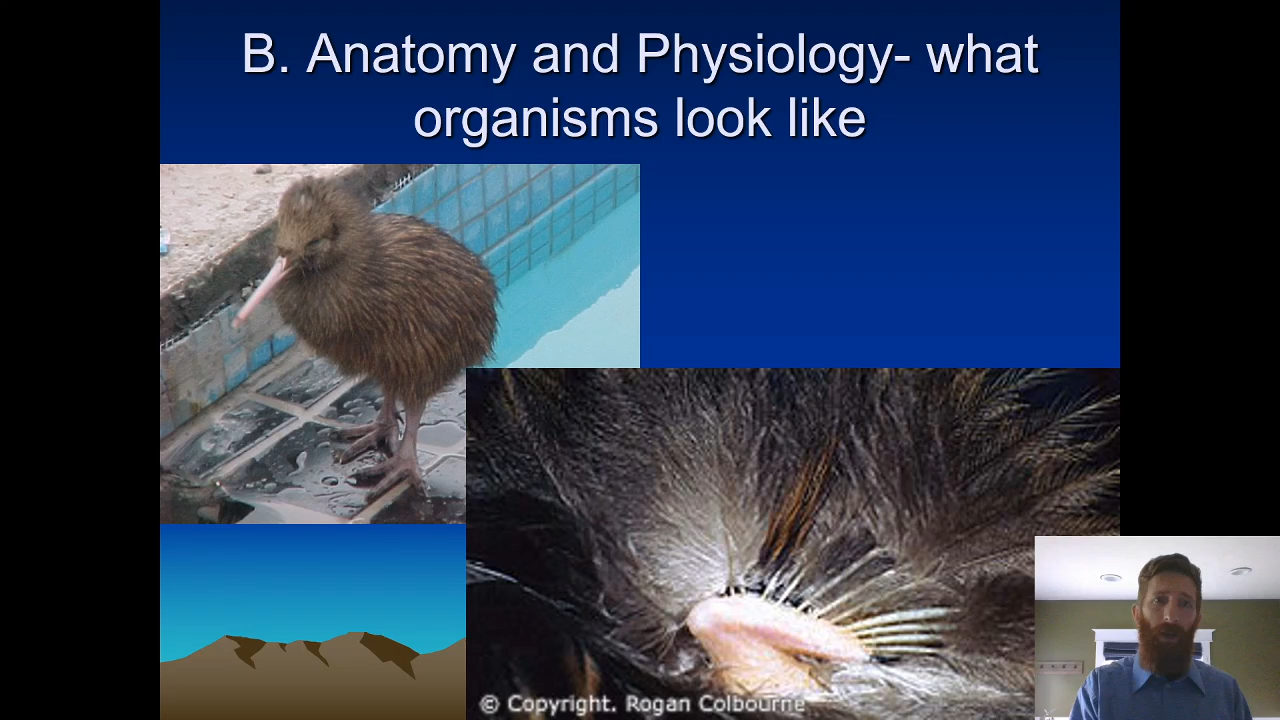 B. Anatomy and Physiology- what
organisms look like
© Copyright. Rogan Colbourne